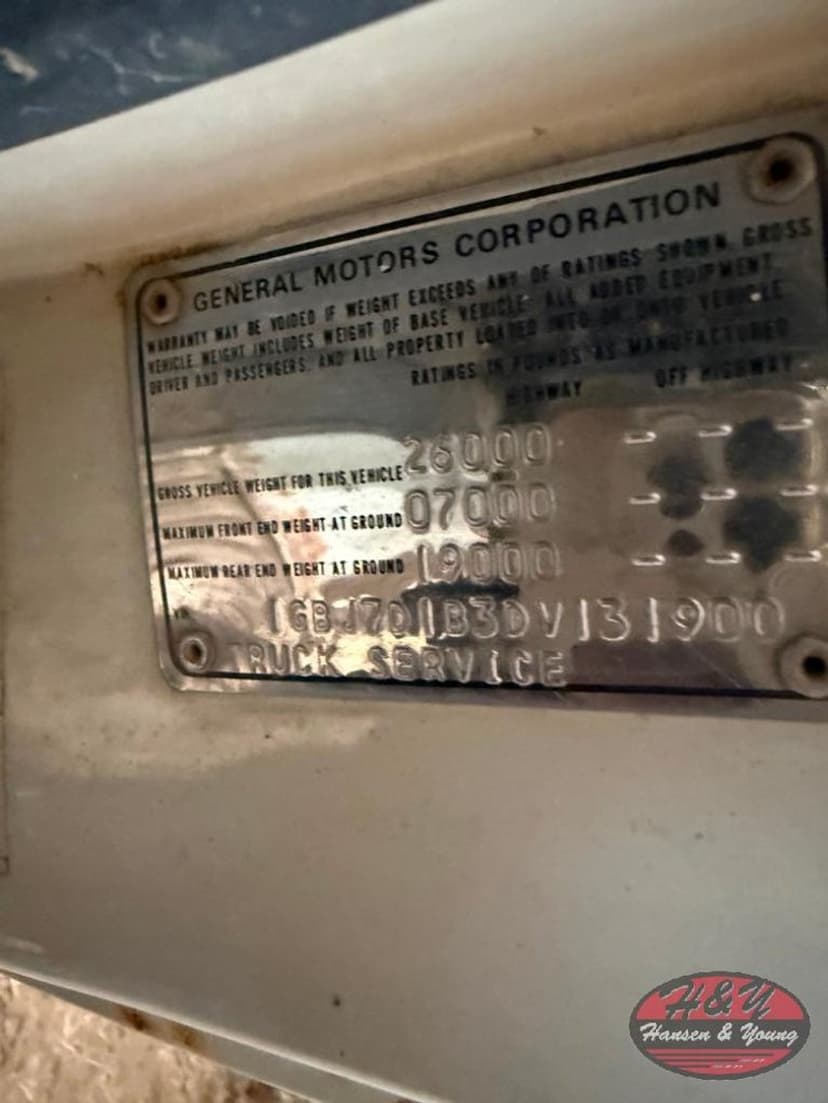 GENERAL MOTORS CORPORATION
WARRANTY MAY BE VOIDED IF WEIGHT EXCEEDS ANY OF RATINGS SHOWN. GROSS
VEHICLE WEIGHT INCLUDES WEIGHT OF BASE VEHICLE, ALL ADDED EQUIPMENT,
DRIVER AND PASSENGERS, AND ALL PROPERTY LOADED INTO OR ONTO VEHICLE
RATINGS IN POUNDS AS MANUFACTURED
HIGHWAY OFF HIGHWAY
GROSS VEHICLE WEIGHT FOR THIS VEHICLE 26000 - - -
MAXIMUM FRONT END WEIGHT AT GROUND 07000 - - -
MAXIMUM REAR END WEIGHT AT GROUND 19000 - - -
1GBJ7D1B3DV131900
TRUCK SERVICE
H&Y
Hansen & Young